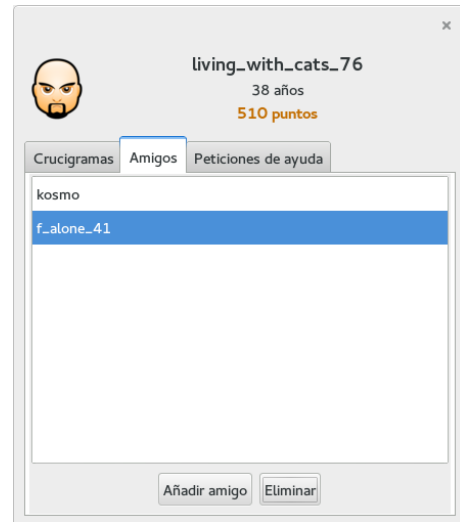 living_with_cats_76
38 años
510 puntos
Crucigramas Amigos Peticiones de ayuda
kosmo
f_alone_41
Añadir amigo Eliminar